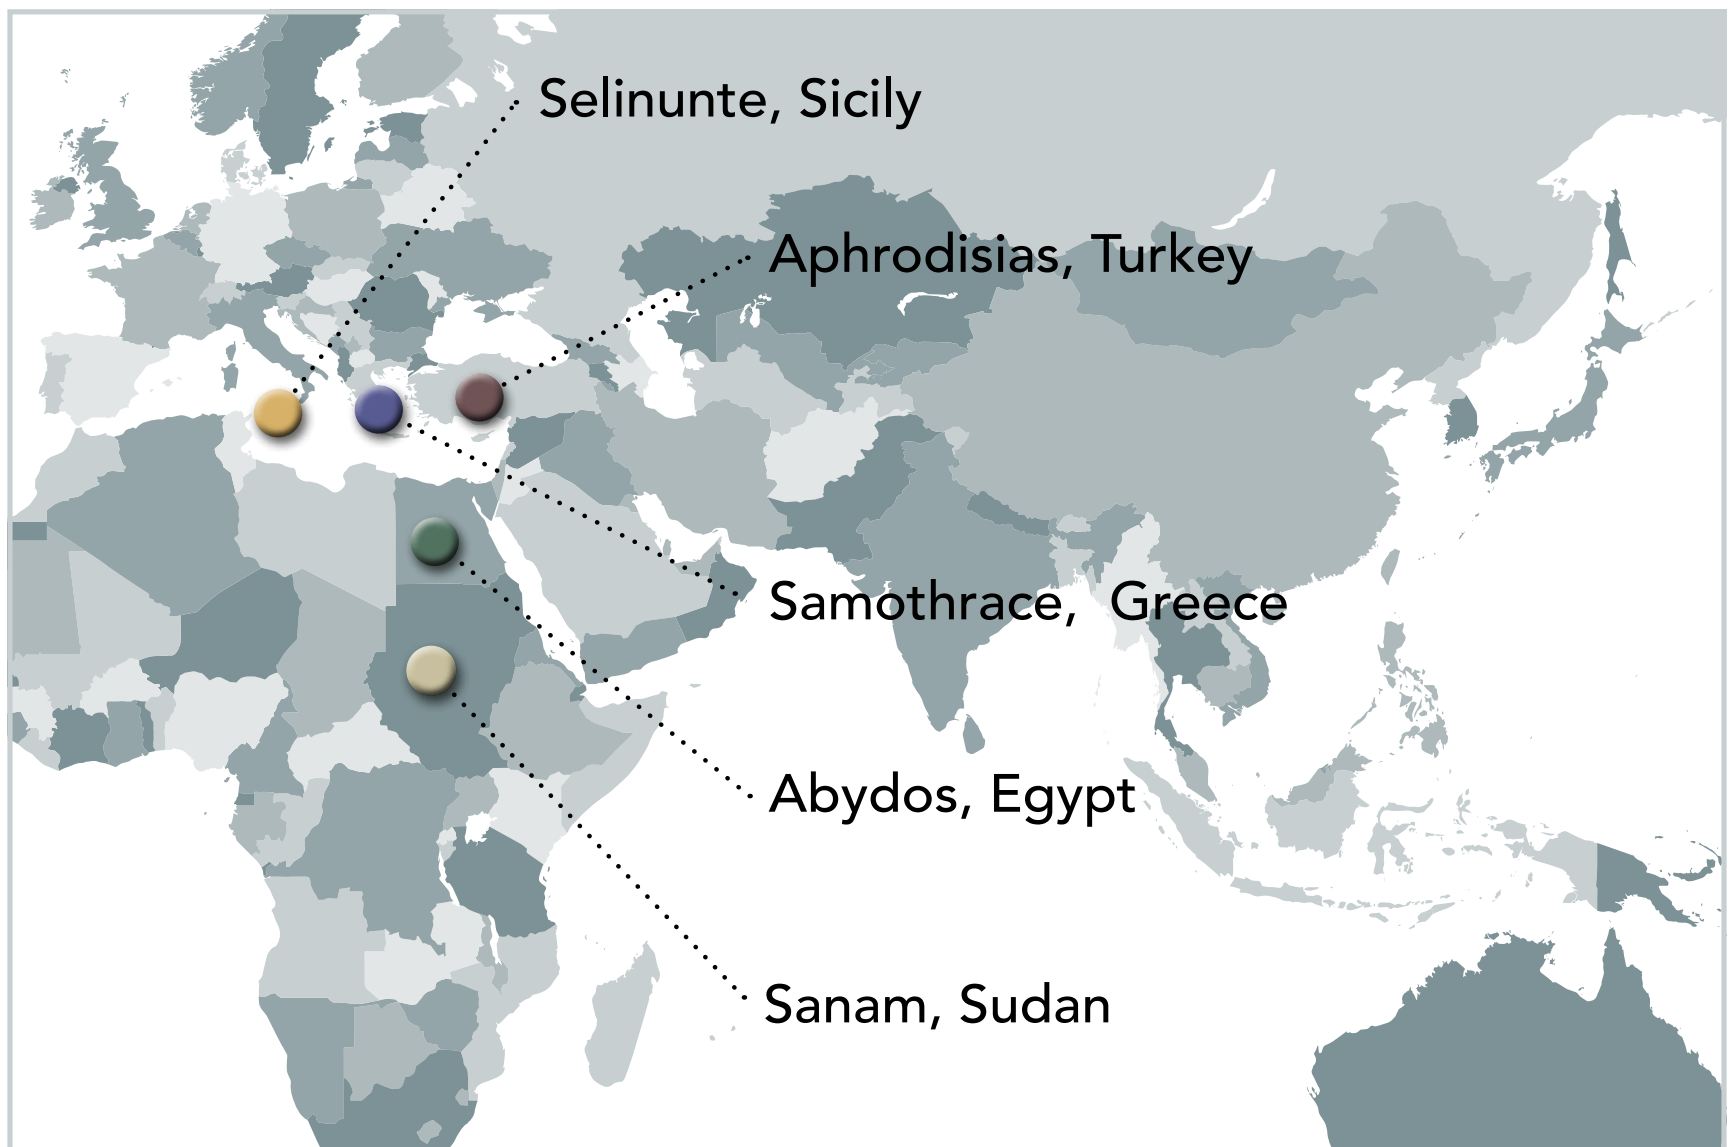 Selinunte, Sicily
Aphrodisias, Turkey
Samothrace, Greece
Abydos, Egypt
Sanam, Sudan